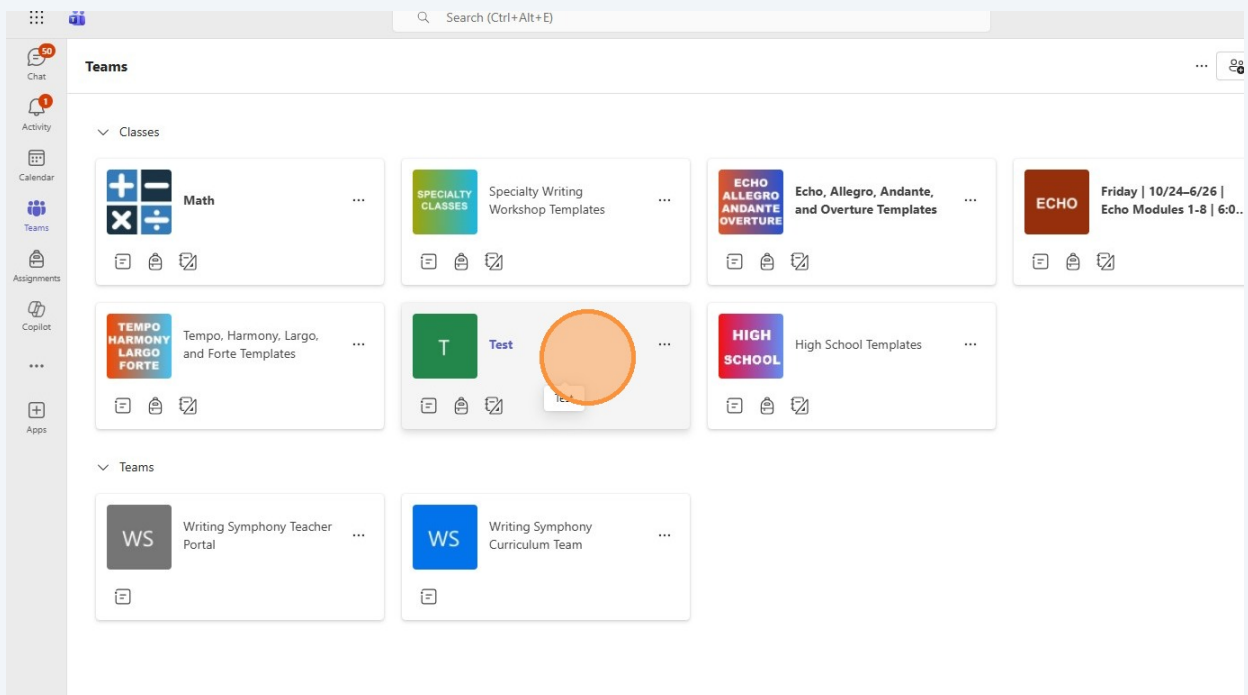 Search (Ctrl+Alt+E)
50
Chat
1
Activity
Calendar
Teams
Assignments
Copilot
Apps
Teams
Classes
Math
SPECIALTY
CLASSES
Specialty Writing
Workshop Templates
ECHO
ALLEGRO
ANDANTE
OVERTURE
Echo, Allegro, Andante,
and Overture Templates
ECHO
Friday | 10/24–6/26 |
Echo Modules 1-8 | 6:0...
TEMPO
HARMONY
LARGO
FORTE
Tempo, Harmony, Largo,
and Forte Templates
T
Test
Test
HIGH
SCHOOL
High School Templates
Teams
WS
Writing Symphony Teacher
Portal
WS
Writing Symphony
Curriculum Team